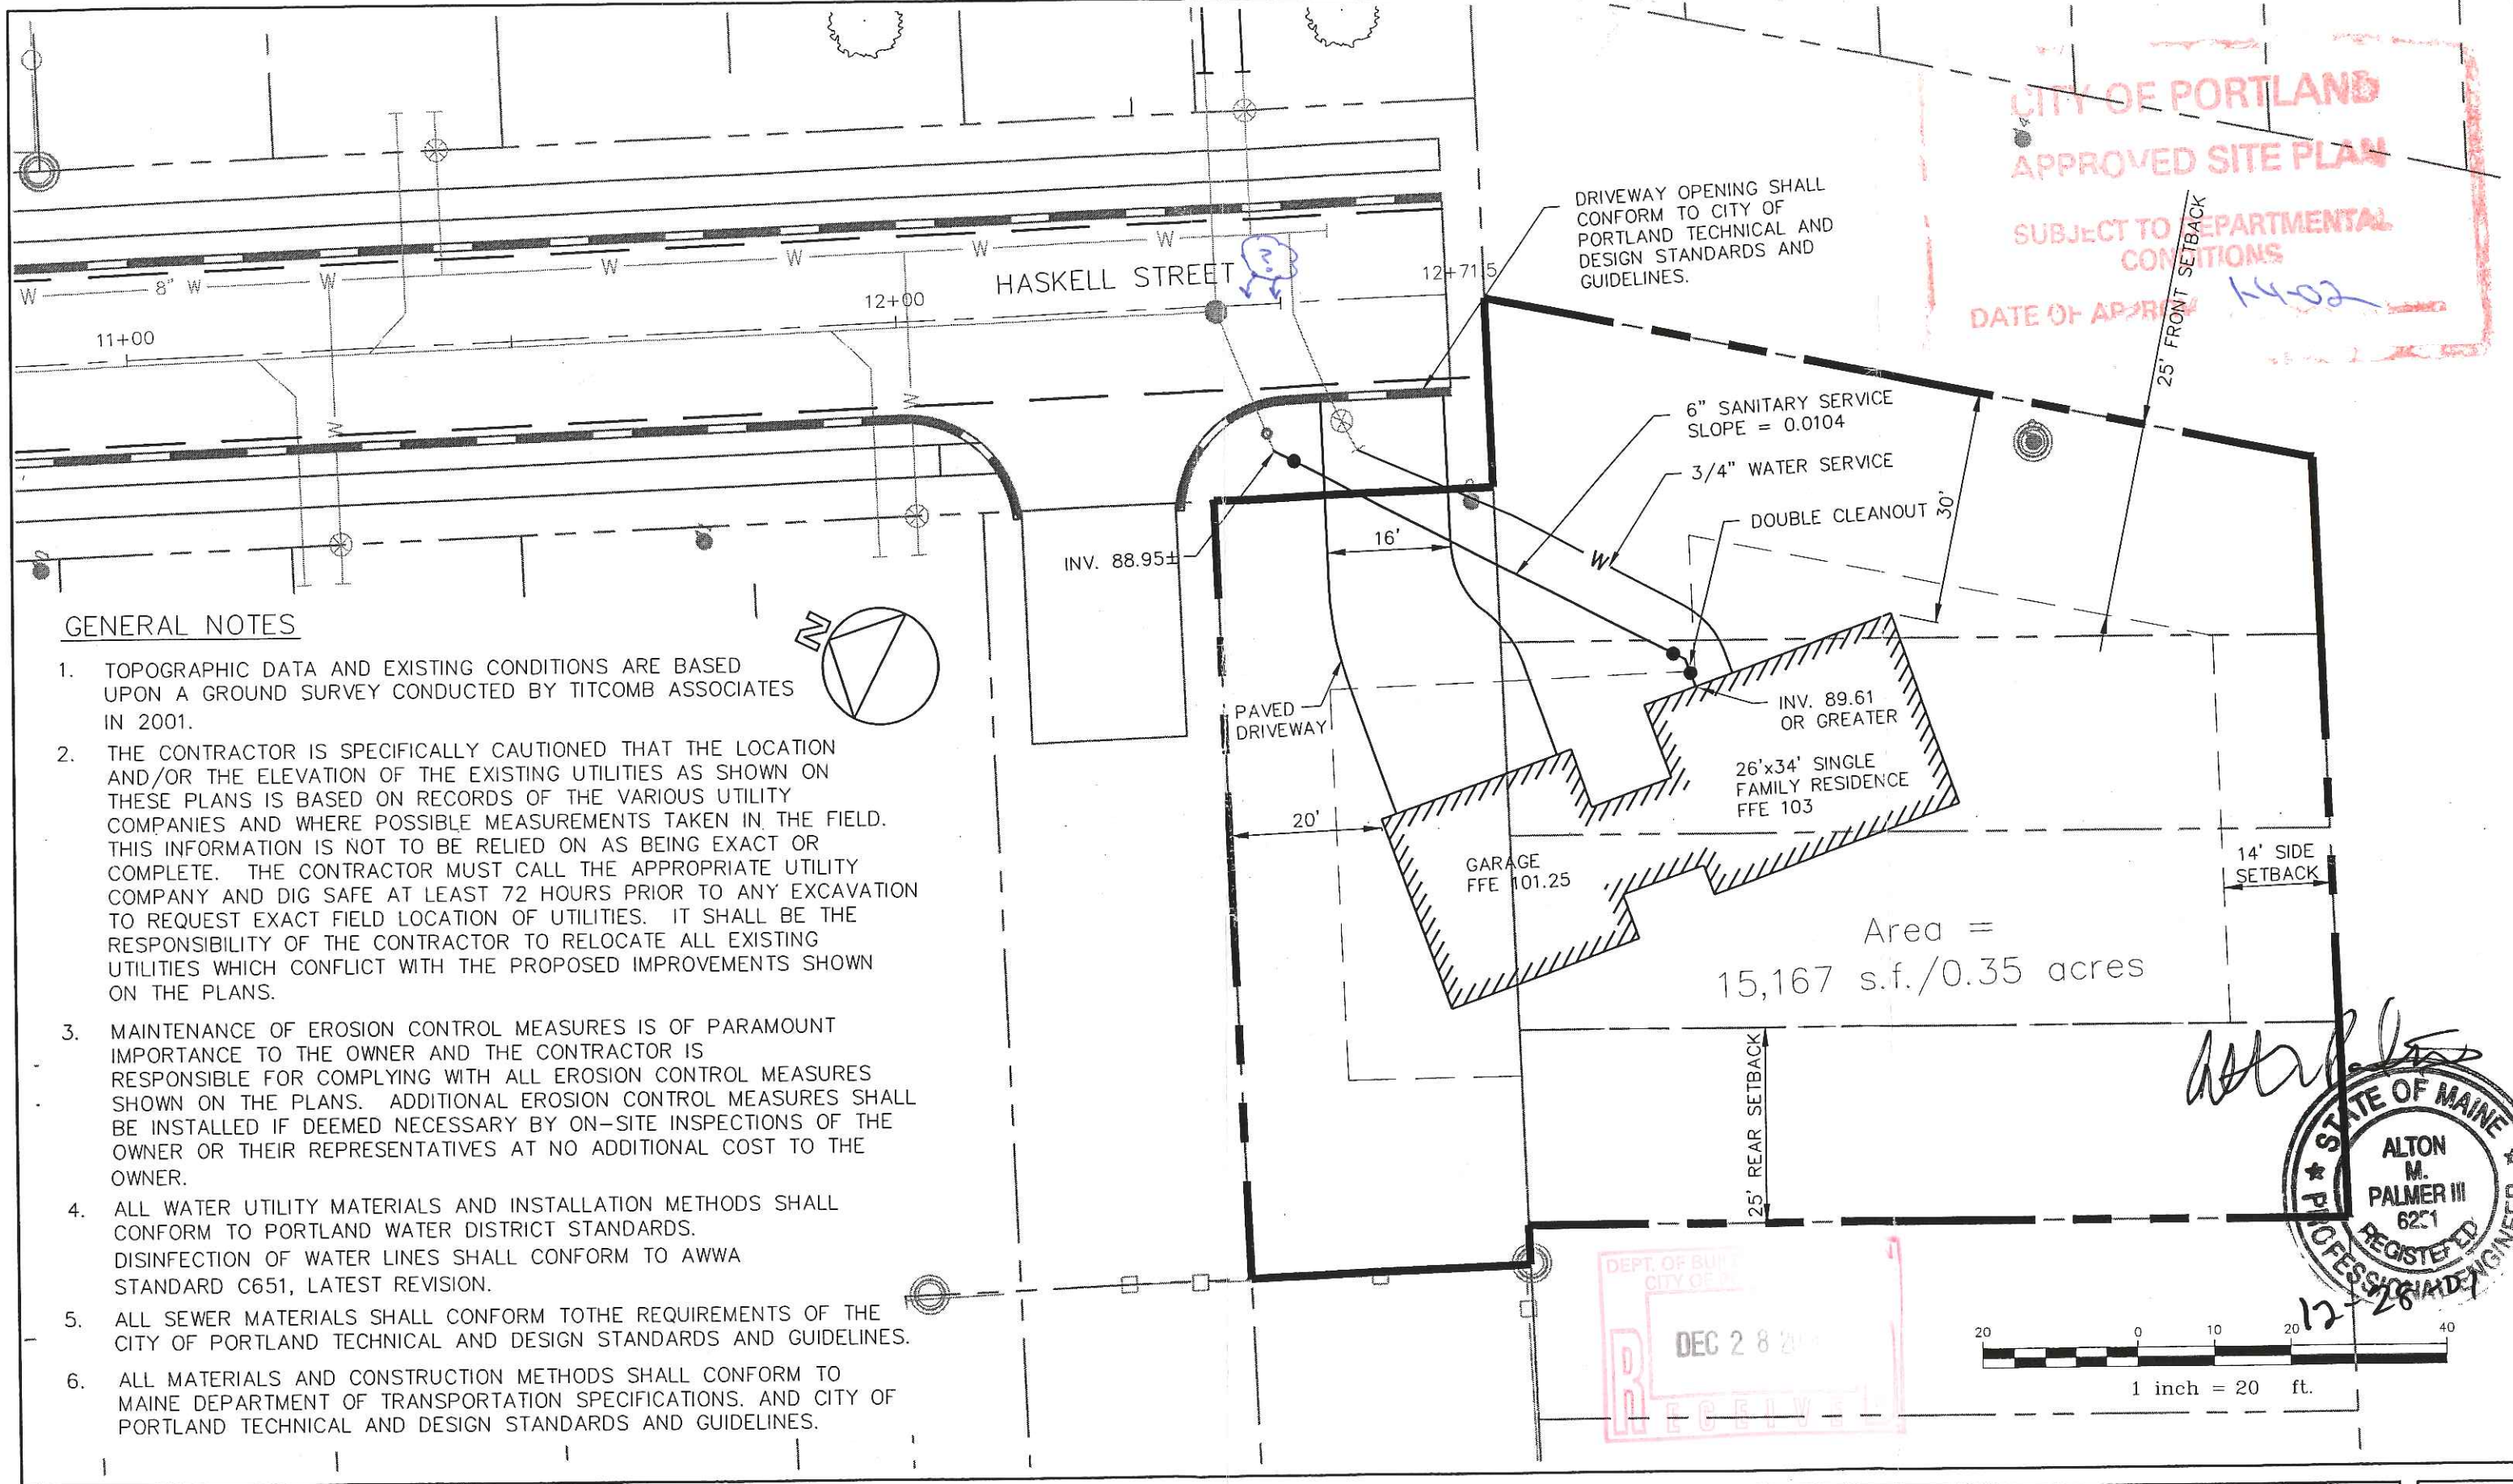 CITY OF PORTLAND
APPROVED SITE PLAN
SUBJECT TO DEPARTMENTAL
CONDITIONS
DATE OF
1-4-02
25' FRONT SETBACK
DRIVEWAY OPENING SHALL
CONFORM TO CITY OF
PORTLAND TECHNICAL AND
DESIGN STANDARDS AND
GUIDELINES.
W
8" W
W
W
W
W
W
HASKELL STREET
?
12+71.5
12+00
11+00
W
W
6" SANITARY SERVICE
SLOPE = 0.0104
3/4" WATER SERVICE
DOUBLE CLEANOUT
30'
16'
W
INV. 88.95±
N
PAVED
DRIVEWAY
INV. 89.61
OR GREATER
26'x34' SINGLE
FAMILY RESIDENCE
FFE 103
20'
GARAGE
FFE 101.25
14' SIDE
SETBACK
Area =
15,167 s.f./0.35 acres
25' REAR SETBACK
GENERAL NOTES
1. TOPOGRAPHIC DATA AND EXISTING CONDITIONS ARE BASED
UPON A GROUND SURVEY CONDUCTED BY TITCOMB ASSOCIATES
IN 2001.
2. THE CONTRACTOR IS SPECIFICALLY CAUTIONED THAT THE LOCATION
AND/OR THE ELEVATION OF THE EXISTING UTILITIES AS SHOWN ON
THESE PLANS IS BASED ON RECORDS OF THE VARIOUS UTILITY
COMPANIES AND WHERE POSSIBLE MEASUREMENTS TAKEN IN THE FIELD.
THIS INFORMATION IS NOT TO BE RELIED ON AS BEING EXACT OR
COMPLETE. THE CONTRACTOR MUST CALL THE APPROPRIATE UTILITY
COMPANY AND DIG SAFE AT LEAST 72 HOURS PRIOR TO ANY EXCAVATION
TO REQUEST EXACT FIELD LOCATION OF UTILITIES. IT SHALL BE THE
RESPONSIBILITY OF THE CONTRACTOR TO RELOCATE ALL EXISTING
UTILITIES WHICH CONFLICT WITH THE PROPOSED IMPROVEMENTS SHOWN
ON THE PLANS.
3. MAINTENANCE OF EROSION CONTROL MEASURES IS OF PARAMOUNT
IMPORTANCE TO THE OWNER AND THE CONTRACTOR IS
RESPONSIBLE FOR COMPLYING WITH ALL EROSION CONTROL MEASURES
SHOWN ON THE PLANS. ADDITIONAL EROSION CONTROL MEASURES SHALL
BE INSTALLED IF DEEMED NECESSARY BY ON-SITE INSPECTIONS OF THE
OWNER OR THEIR REPRESENTATIVES AT NO ADDITIONAL COST TO THE
OWNER.
4. ALL WATER UTILITY MATERIALS AND INSTALLATION METHODS SHALL
CONFORM TO PORTLAND WATER DISTRICT STANDARDS.
DISINFECTION OF WATER LINES SHALL CONFORM TO AWWA
STANDARD C651, LATEST REVISION.
5. ALL SEWER MATERIALS SHALL CONFORM TOTHE REQUIREMENTS OF THE
CITY OF PORTLAND TECHNICAL AND DESIGN STANDARDS AND GUIDELINES.
6. ALL MATERIALS AND CONSTRUCTION METHODS SHALL CONFORM TO
MAINE DEPARTMENT OF TRANSPORTATION SPECIFICATIONS. AND CITY OF
PORTLAND TECHNICAL AND DESIGN STANDARDS AND GUIDELINES.
STATE OF MAINE
ALTON
M.
PALMER III
REGISTERED
PROFESSIONAL ENGINEER
12-28-01
DEPT. OF
CITY OF
DEC 28
RECEIVE
20 0 10 20 40
1 inch = 20 ft.